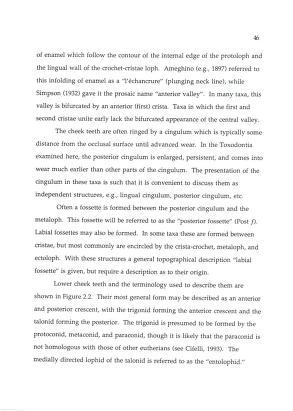 46
of enamel which follow the contour of the internal edge of the protoloph and
the lingual wall of the crochet-cristae loph. Ameghino (e.g., 1897) referred to
this infolding of enamel as a "l'échancrure" (plunging neck line), while
Simpson (1932) gave it the prosaic name "anterior valley". In many taxa, this
valley is bifurcated by an anterior (first) crista. Taxa in which the first and
second cristae unite early lack the bifurcated appearance of the central valley.
The cheek teeth are often ringed by a cingulum which is typically some
distance from the occlusal surface until advanced wear. In the Toxodontia
examined here, the posterior cingulum is enlarged, persistent, and comes into
wear much earlier than other parts of the cingulum. The presentation of the
cingulum in these taxa is such that it is convenient to discuss them as
independent structures, e.g., lingual cingulum, posterior cingulum, etc.
Often a fossette is formed between the posterior cingulum and the
metaloph. This fossette will be referred to as the "posterior fossette" (Post f).
Labial fossettes may also be formed. In some taxa these are formed between
cristae, but most commonly are encircled by the crista-crochet, metaloph, and
ectoloph. With these structures a general topographical description "labial
fossette" is given, but require a description as to their origin.
Lower cheek teeth and the terminology used to describe them are
shown in Figure 2.2. Their most general form may be described as an anterior
and posterior crescent, with the trigonid forming the anterior crescent and the
talonid forming the posterior. The trigonid is presumed to be formed by the
protoconid, metaconid, and paraconid, though it is likely that the paraconid is
not homologous with those of other eutherians (see Cifelli, 1993). The
medially directed lophid of the talonid is referred to as the "entolophid."